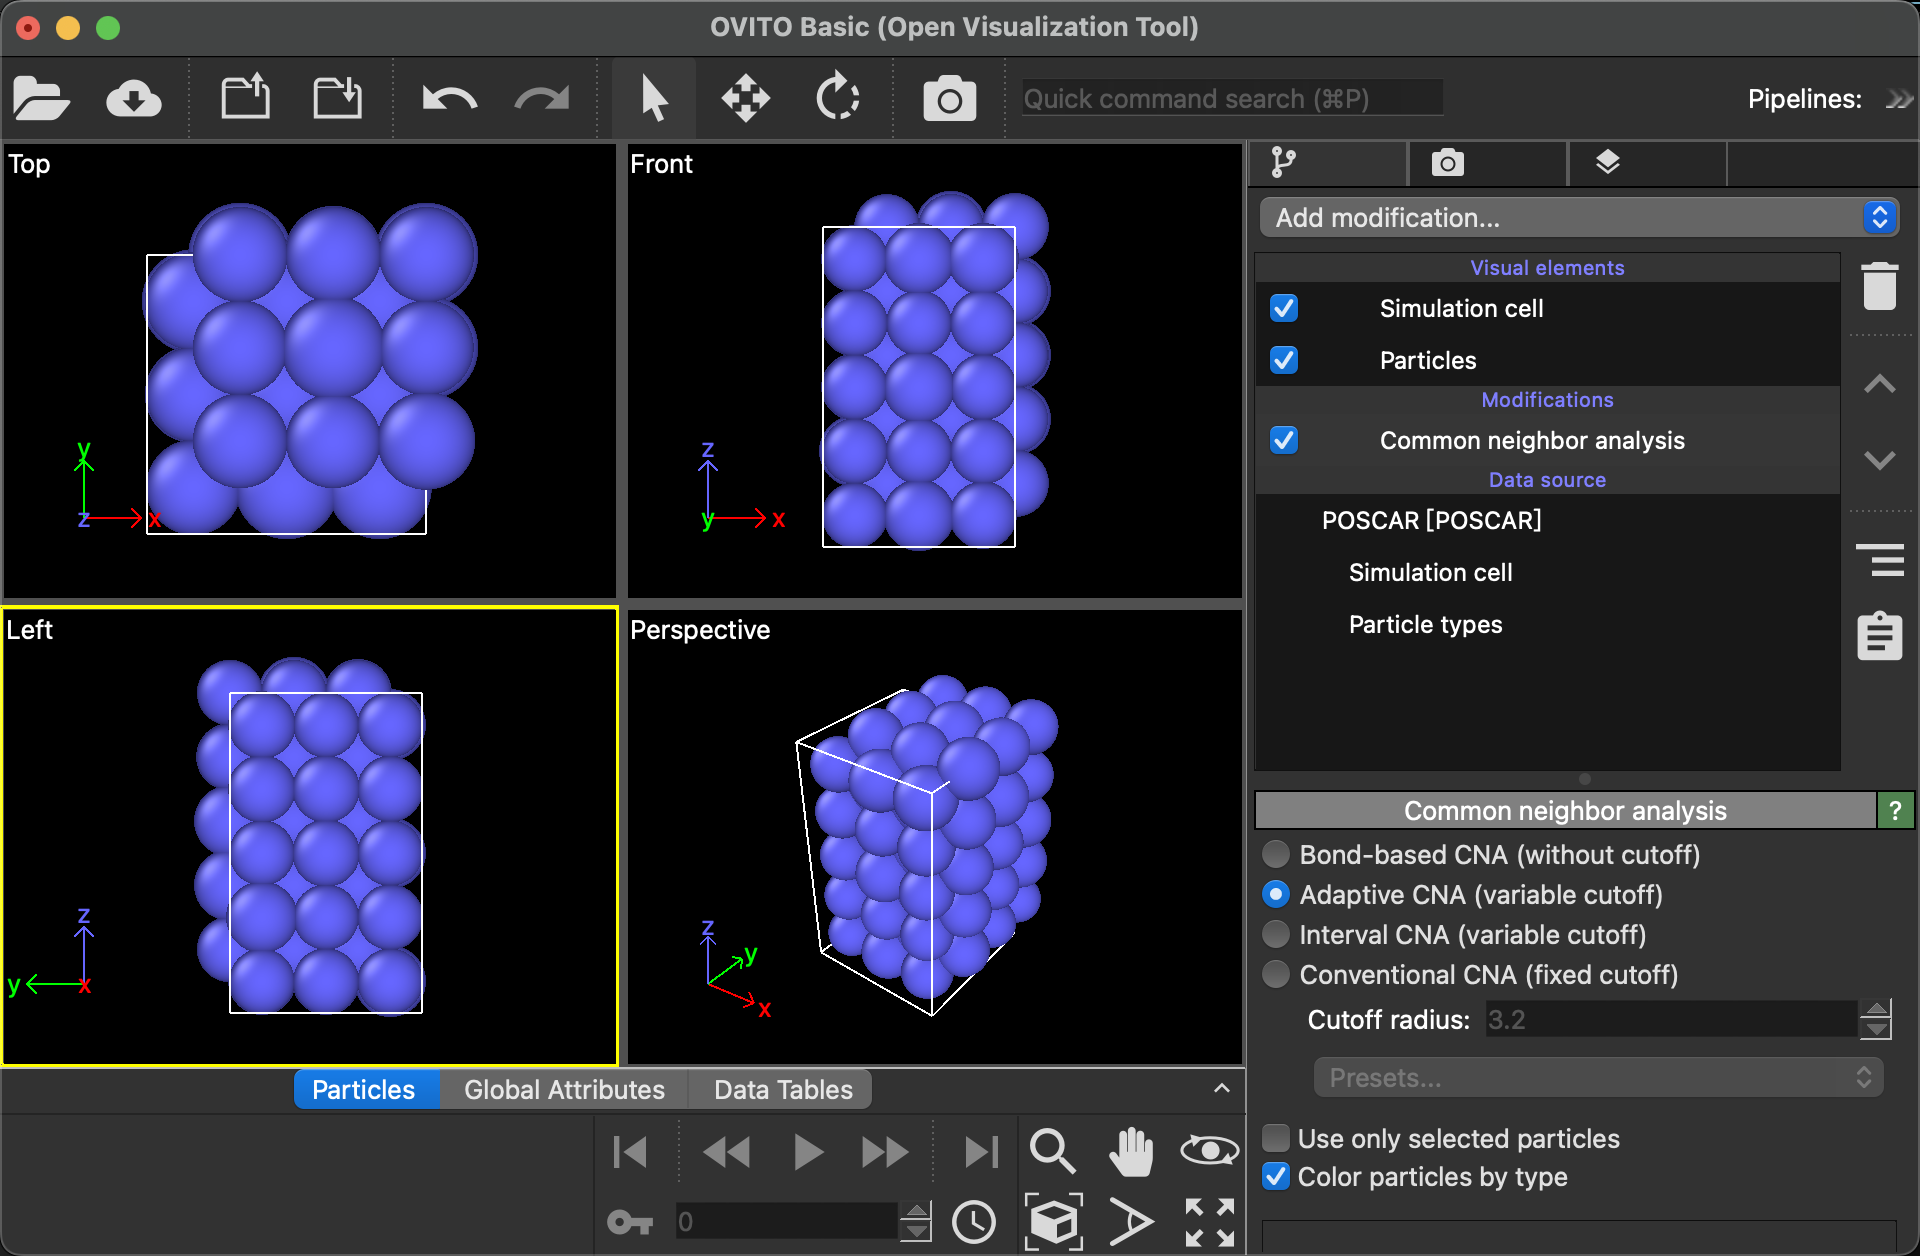 OVITO Basic (Open Visualization Tool)
Quick command search (⌘P)
Pipelines:
Top
y
z
x
Front
z
y
x
Left
z
y
x
Perspective
z
y
x
Add modification...
Visual elements
Simulation cell
Particles
Modifications
Common neighbor analysis
Data source
POSCAR [POSCAR]
Simulation cell
Particle types
Common neighbor analysis
?
Bond-based CNA (without cutoff)
Adaptive CNA (variable cutoff)
Interval CNA (variable cutoff)
Conventional CNA (fixed cutoff)
Cutoff radius: 3.2
Presets...
Use only selected particles
Color particles by type
Particles Global Attributes Data Tables
0